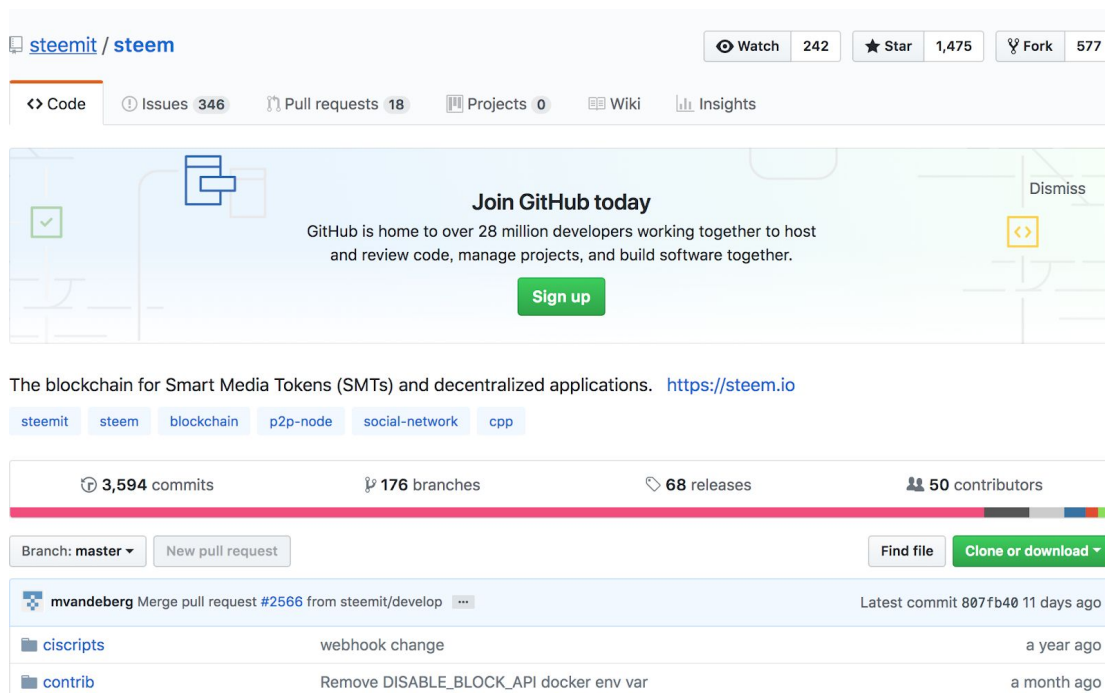 steemit / steem
Watch 242 Star 1,475 Fork 577
Code Issues 346 Pull requests 18 Projects 0 Wiki Insights
Dismiss
Join GitHub today
GitHub is home to over 28 million developers working together to host
and review code, manage projects, and build software together.
Sign up
The blockchain for Smart Media Tokens (SMTs) and decentralized applications. https://steem.io
steemit steem blockchain p2p-node social-network cpp
3,594 commits 176 branches 68 releases 50 contributors
Branch: master New pull request Find file Clone or download
mvandeberg Merge pull request #2566 from steemit/develop ... Latest commit 807fb40 11 days ago
ciscripts webhook change a year ago
contrib Remove DISABLE_BLOCK_API docker env var a month ago